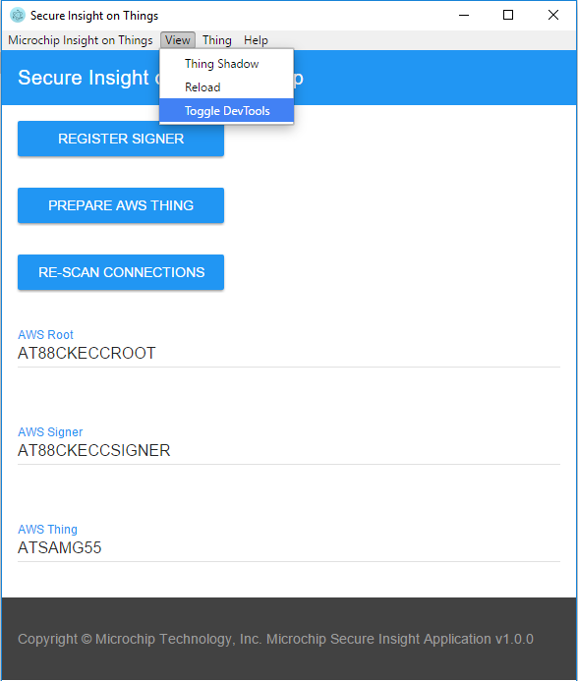 Secure Insight on Things
Microchip Insight on Things View Thing Help
Thing Shadow
Secure Insight o p
Reload
Toggle DevTools
REGISTER SIGNER
PREPARE AWS THING
RE-SCAN CONNECTIONS
AWS Root
AT88CKECCROOT
AWS Signer
AT88CKECCSIGNER
AWS Thing
ATSAMG55
Copyright © Microchip Technology, Inc. Microchip Secure Insight Application v1.0.0